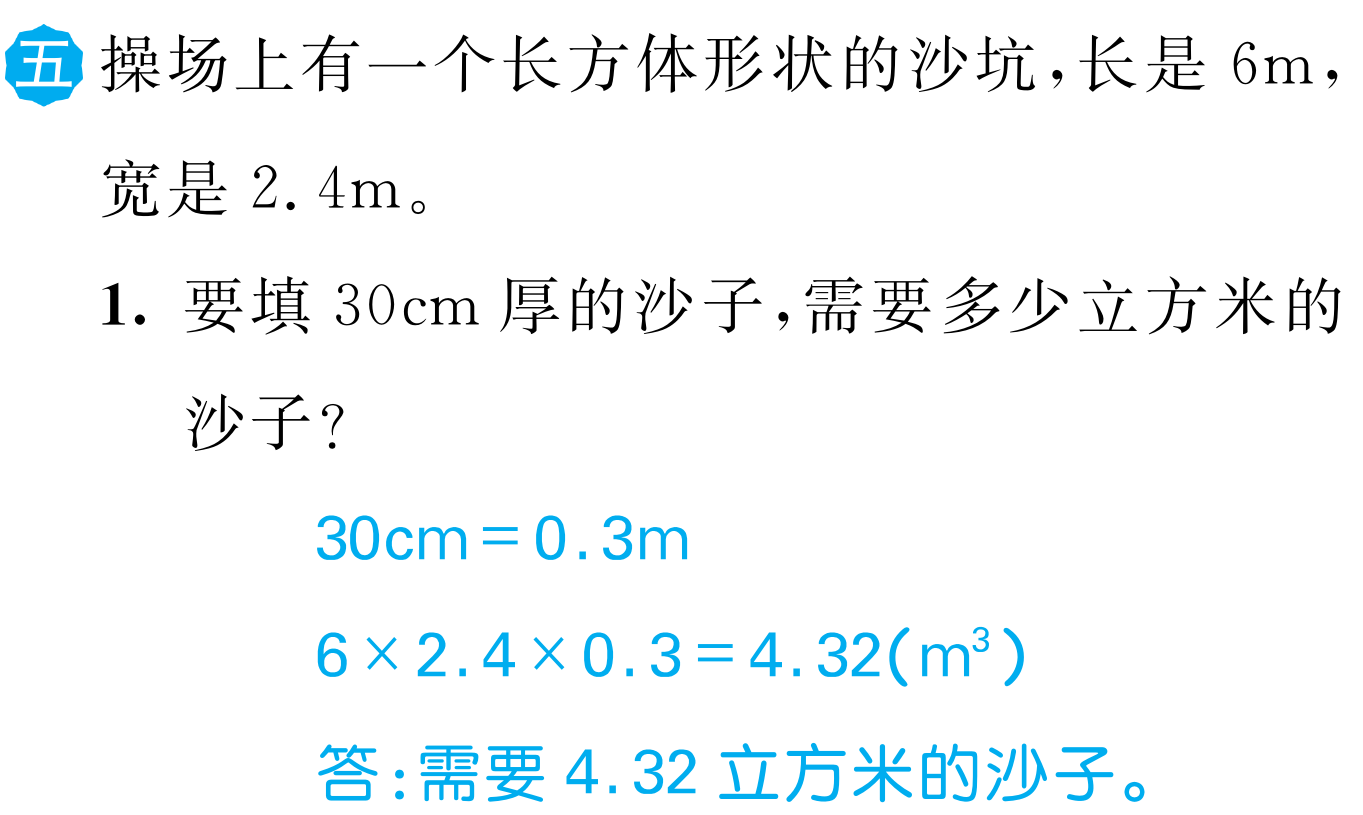 五 操场上有一个长方体形状的沙坑,长是 6m,
宽是 2.4m。
1. 要填 30cm 厚的沙子,需要多少立方米的
沙子?
30cm=0.3m
6×2.4×0.3=4.32(m³)
答:需要 4.32 立方米的沙子。